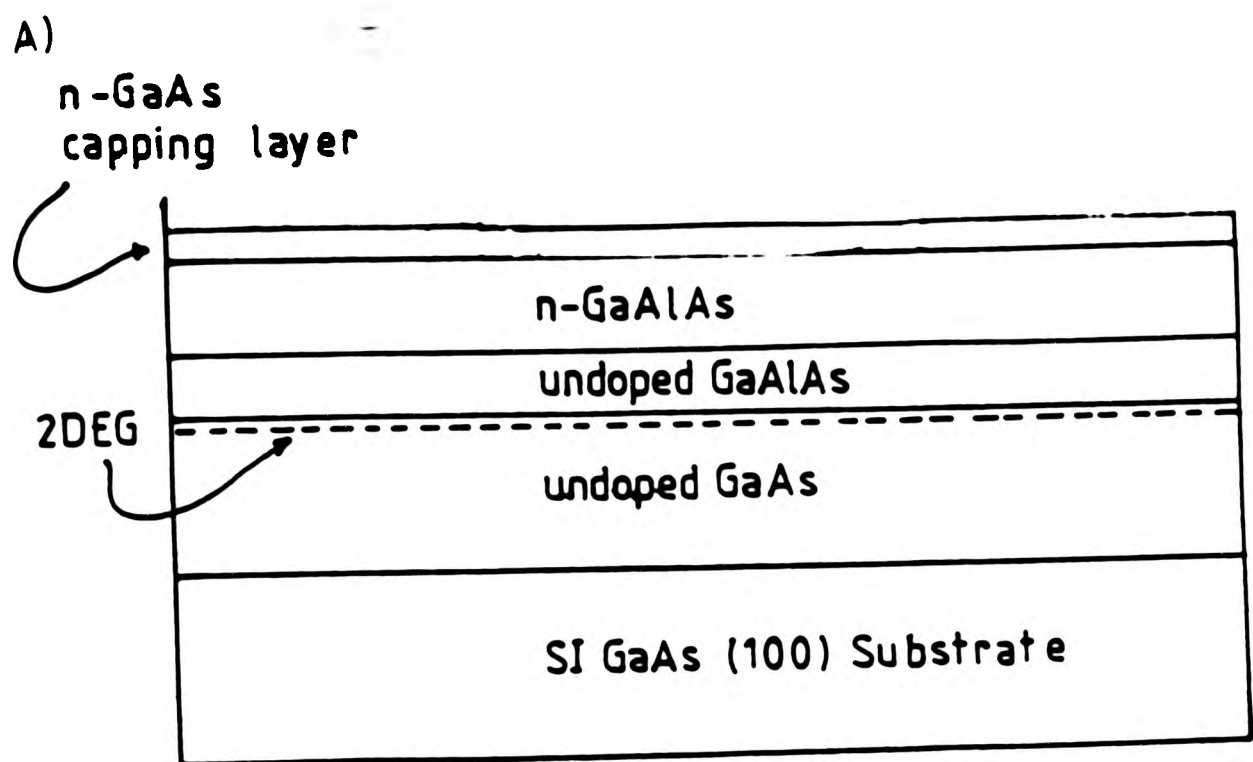 A)
n-GaAs
capping layer
n-GaAlAs
undoped GaAlAs
2DEG
undoped GaAs
SI GaAs (100) Substrate